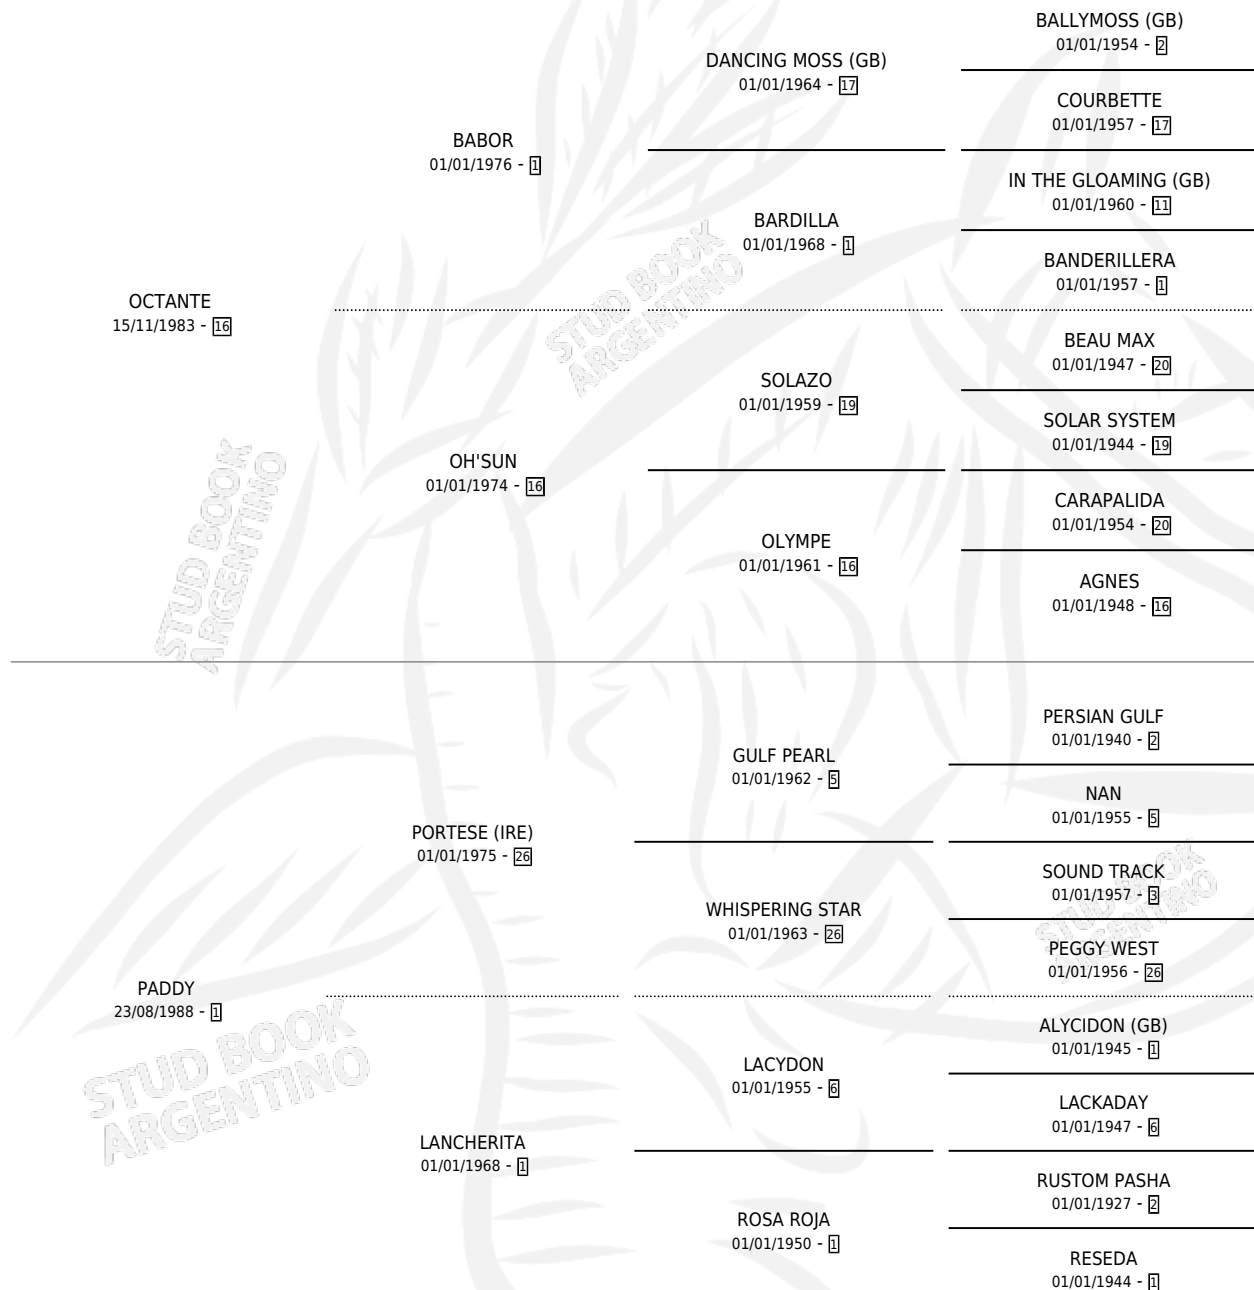 BALLYMOSS (GB)
01/01/1954 - 2
DANCING MOSS (GB)
01/01/1964 - 17
COURBETTE
01/01/1957 - 17
BABOR
01/01/1976 - 1
IN THE GLOAMING (GB)
01/01/1960 - 11
BARDILLA
01/01/1968 - 1
BANDERILLERA
01/01/1957 - 1
OCTANTE
15/11/1983 - 16
BEAU MAX
01/01/1947 - 20
SOLAZO
01/01/1959 - 19
SOLAR SYSTEM
01/01/1944 - 19
OH'SUN
01/01/1974 - 16
CARAPALIDA
01/01/1954 - 20
OLYMPE
01/01/1961 - 16
AGNES
01/01/1948 - 16
PERSIAN GULF
01/01/1940 - 2
GULF PEARL
01/01/1962 - 5
NAN
01/01/1955 - 5
PORTESE (IRE)
01/01/1975 - 26
SOUND TRACK
01/01/1957 - 3
WHISPERING STAR
01/01/1963 - 26
PEGGY WEST
01/01/1956 - 26
PADDY
23/08/1988 - 1
ALYCIDON (GB)
01/01/1945 - 1
LACYDON
01/01/1955 - 6
LACKADAY
01/01/1947 - 6
LANCHERITA
01/01/1968 - 1
RUSTOM PASHA
01/01/1927 - 2
ROSA ROJA
01/01/1950 - 1
RESEDA
01/01/1944 - 1
STUD BOOK
ARGENTINO
STUD BOOK
ARGENTINO
STUD BOOK
ARGENTINO
STUD BOOK
ARGENTINO